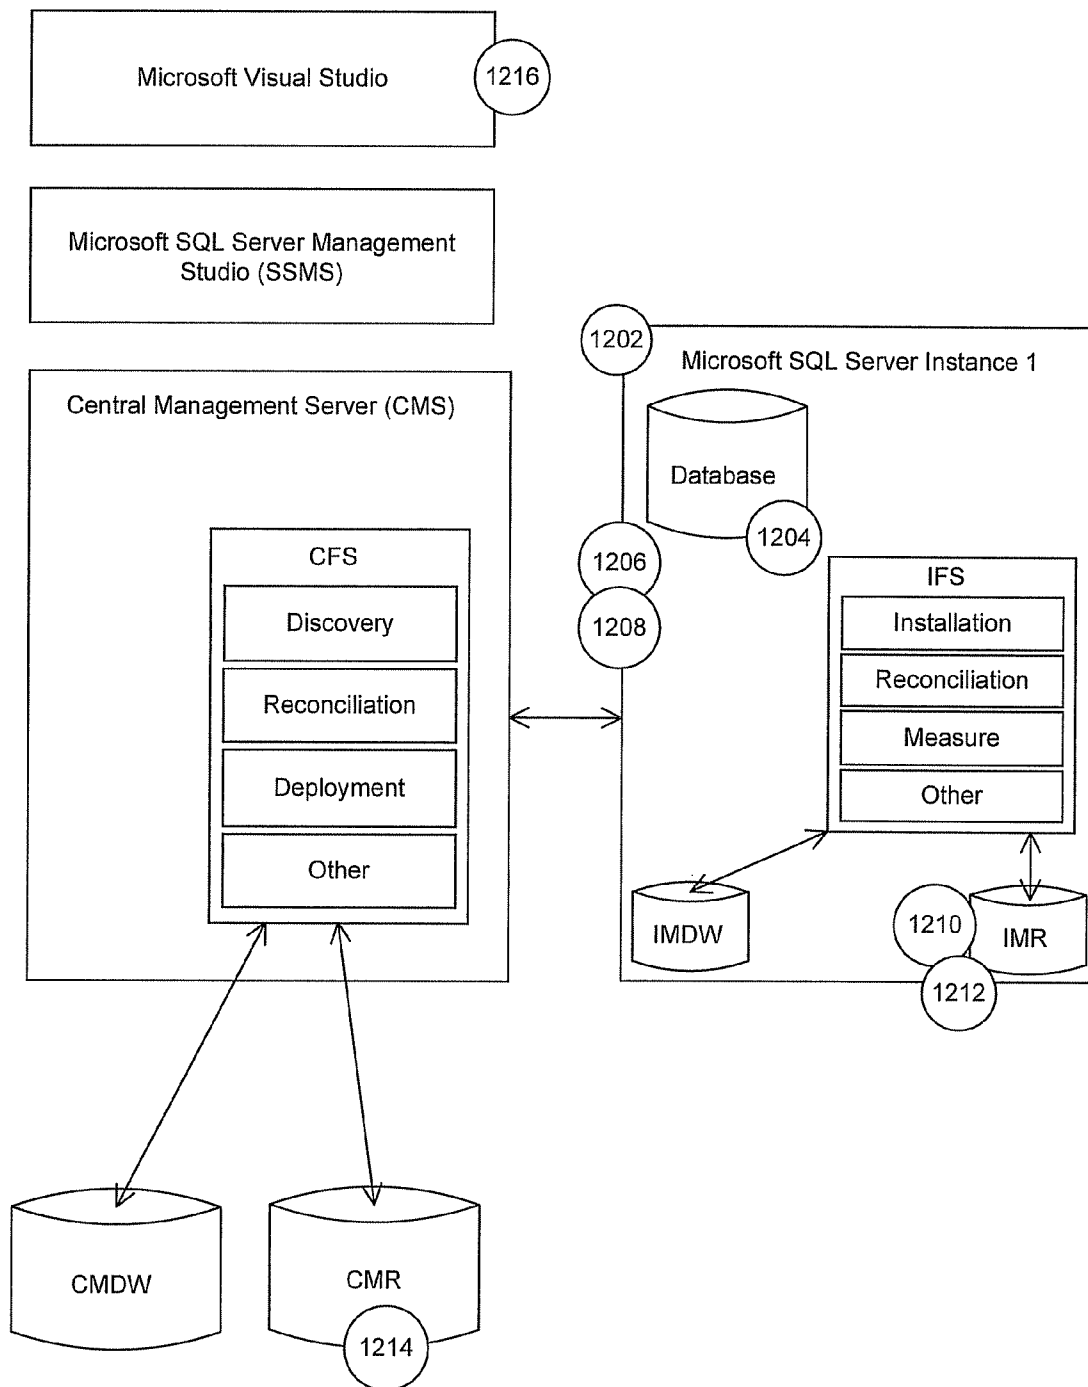 Microsoft Visual Studio
1216
Microsoft SQL Server Management
Studio (SSMS)
Central Management Server (CMS)
CFS
Discovery
Reconciliation
Deployment
Other
1202
Microsoft SQL Server Instance 1
Database
1204
1206
1208
IFS
Installation
Reconciliation
Measure
Other
IMDW
1210
IMR
1212
CMDW
CMR
1214